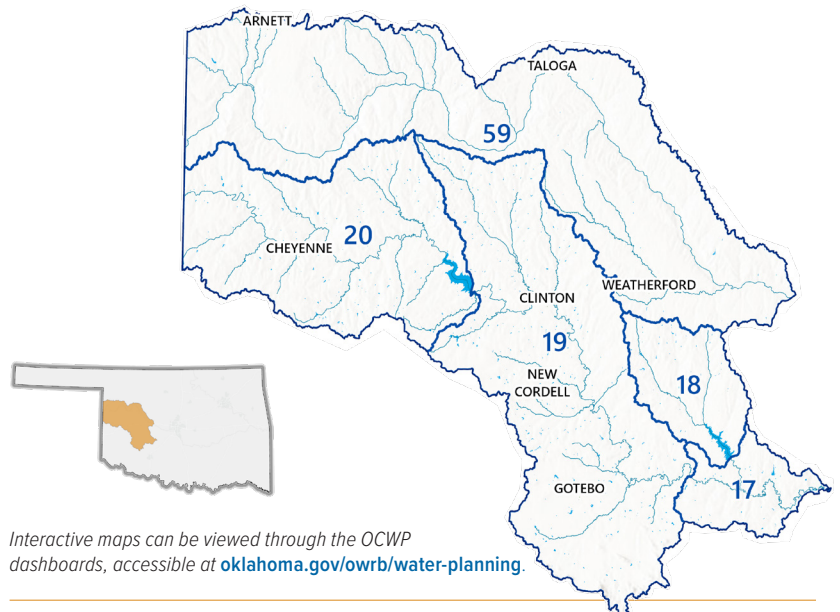 ARNETT
TALOGA
59
20
CHEYENNE
CLINTON
WEATHERFORD
19
NEW
CORDELL
18
GOTEBO
17
Interactive maps can be viewed through the OCWP
dashboards, accessible at oklahoma.gov/owrb/water-planning.